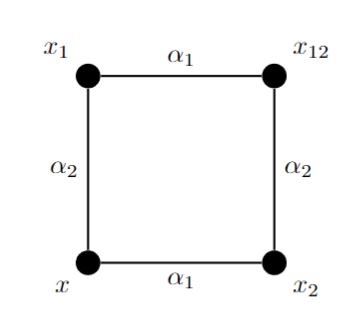 x₁ α₁ x₁₂
α₂ α₂
x α₁ x₂